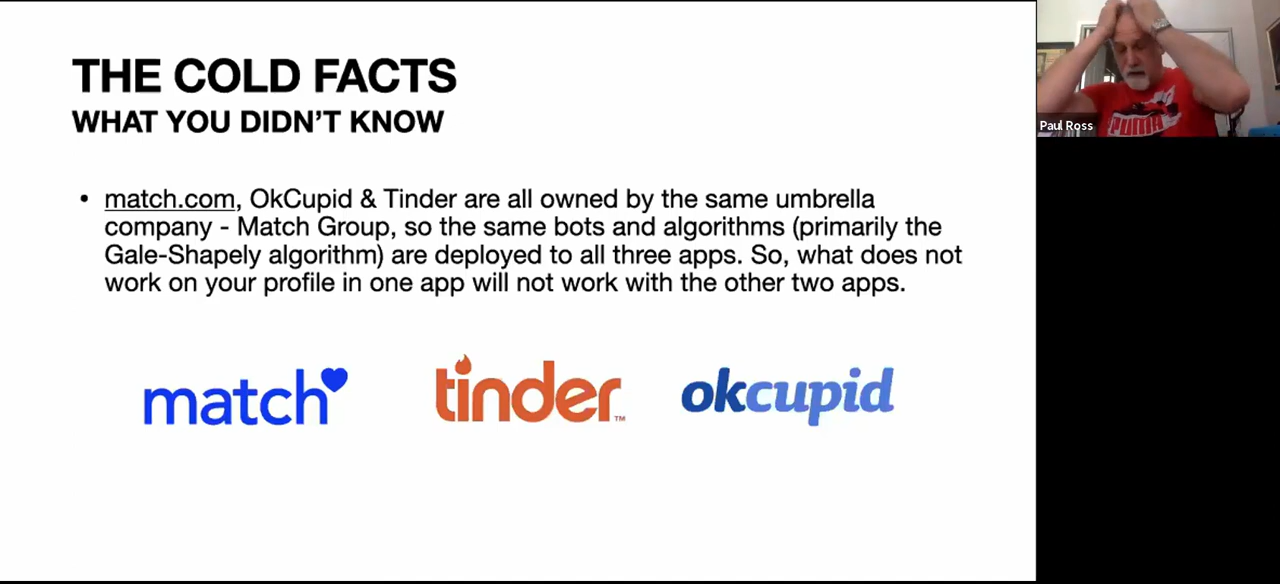 THE COLD FACTS
WHAT YOU DIDN'T KNOW
• match.com, OkCupid & Tinder are all owned by the same umbrella
company - Match Group, so the same bots and algorithms (primarily the
Gale-Shapely algorithm) are deployed to all three apps. So, what does not
work on your profile in one app will not work with the other two apps.
match
tinder™
okcupid
Paul Ross
PUMA